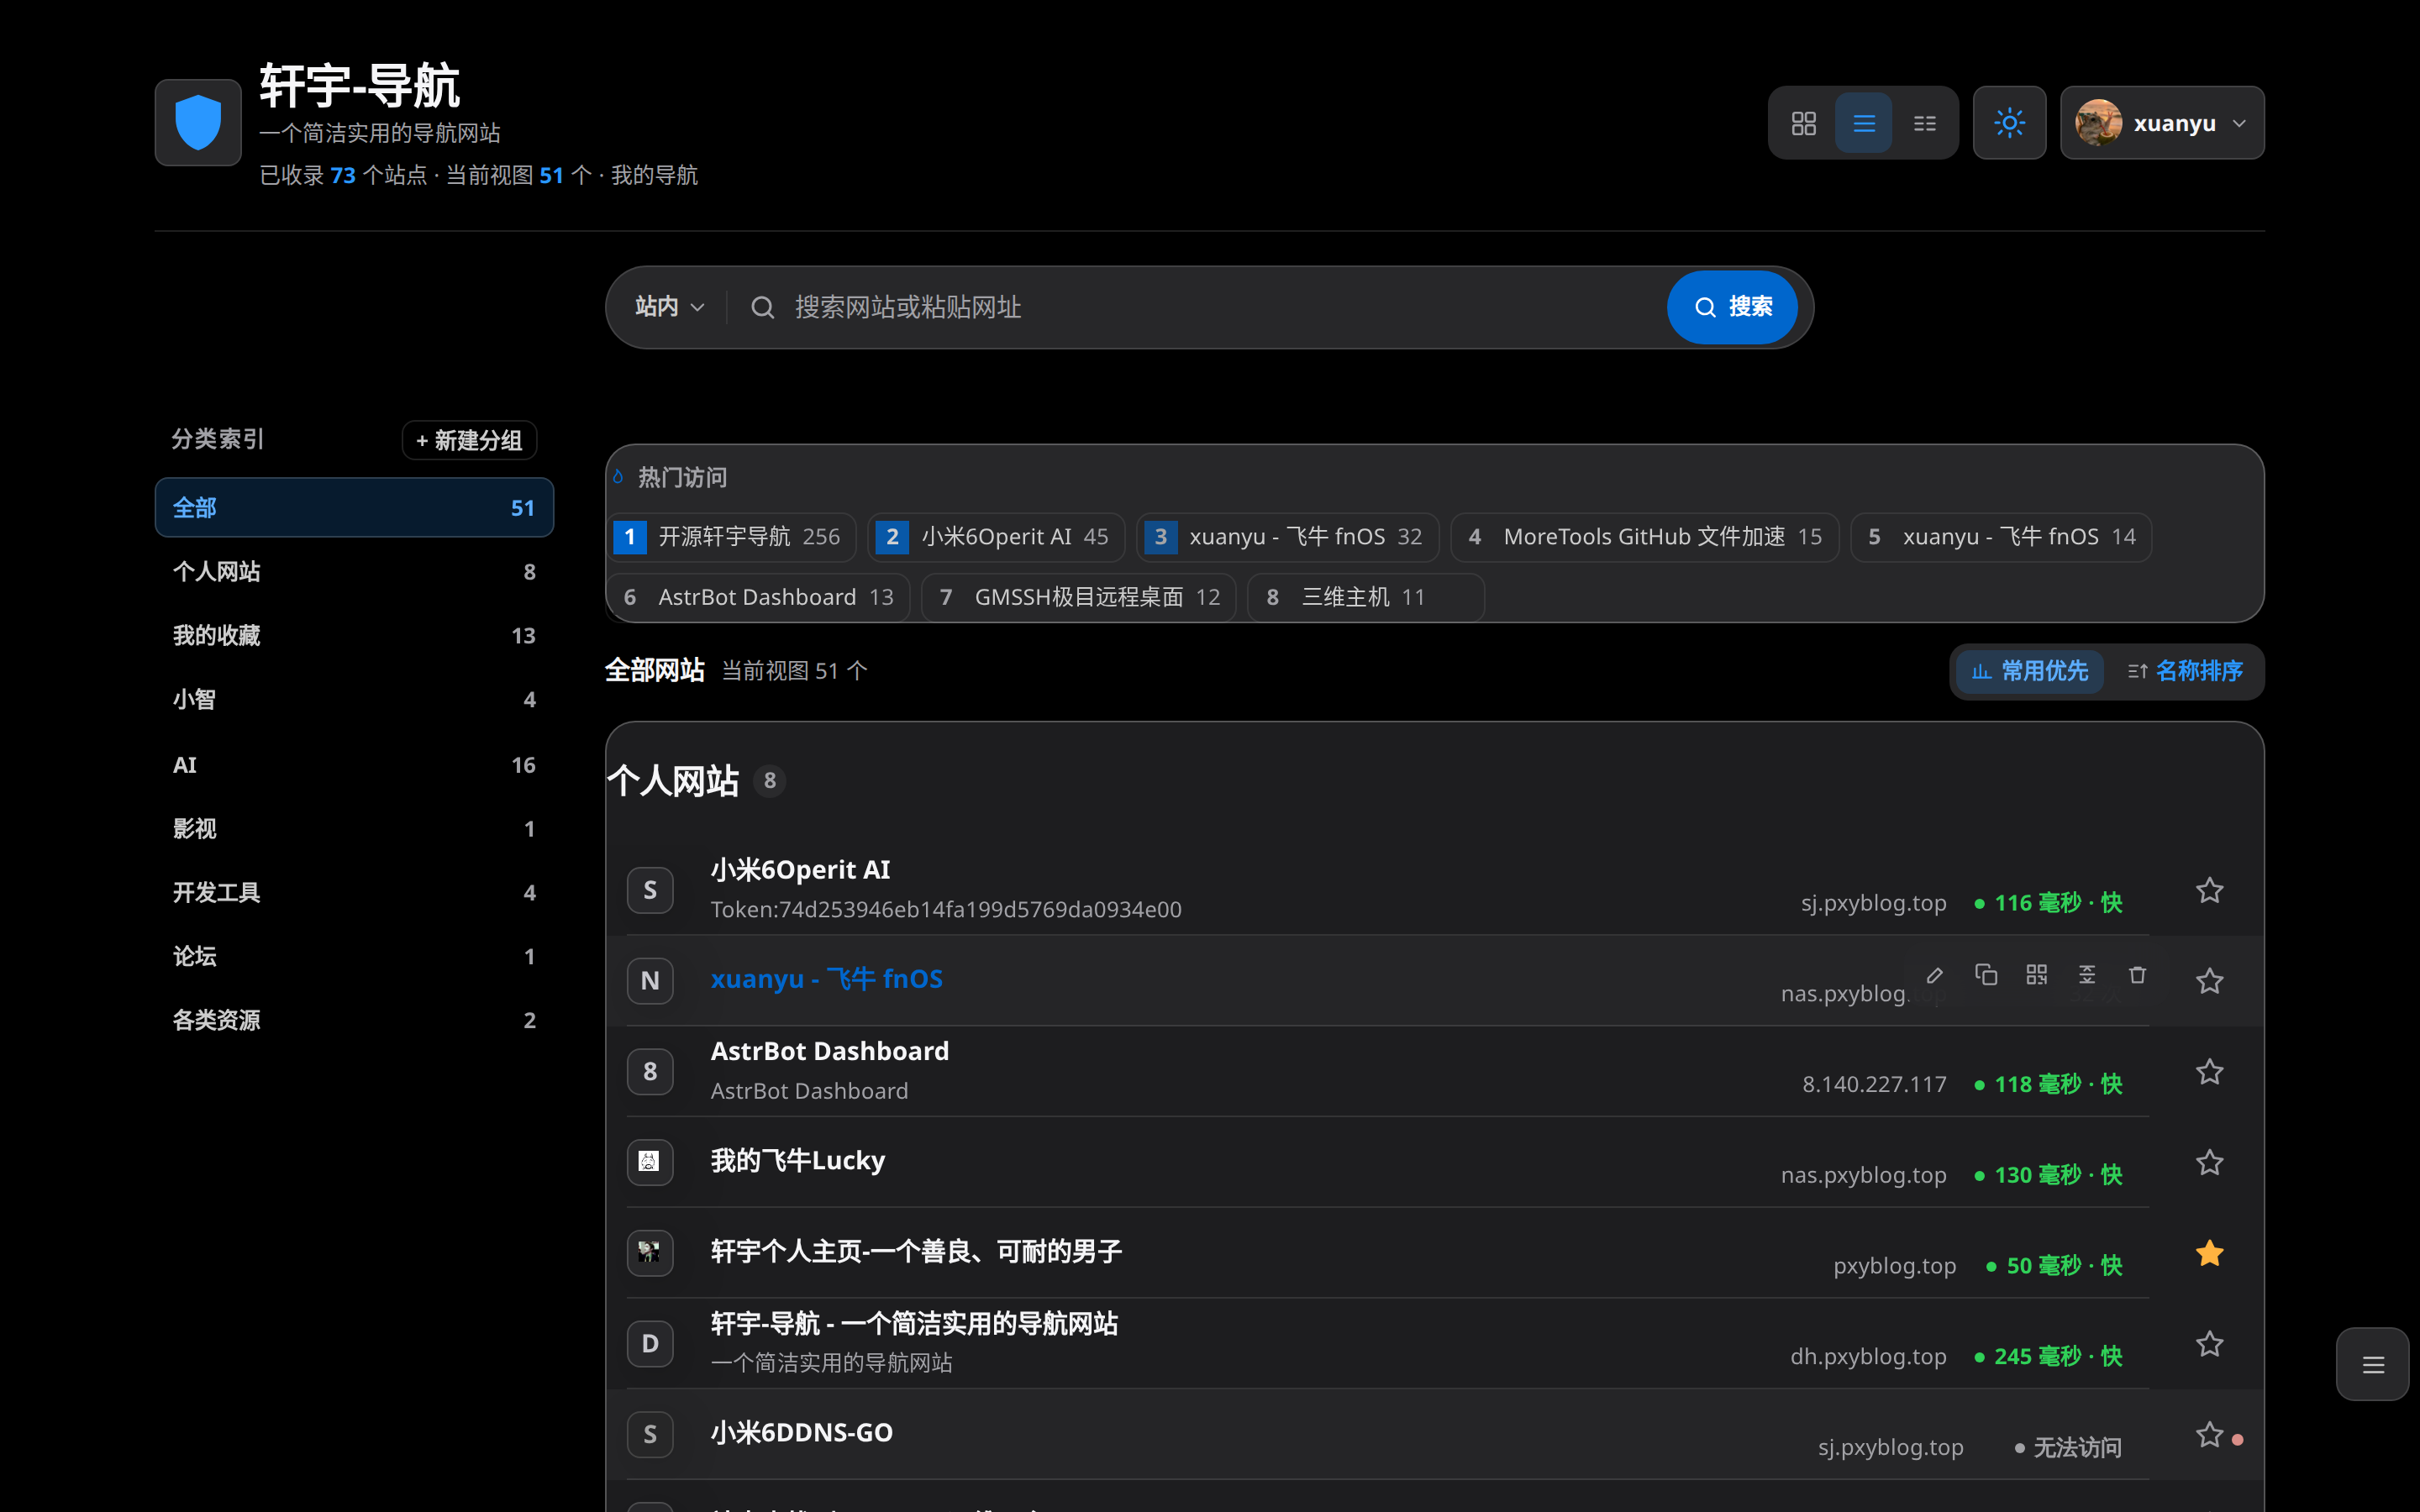 轩宇-导航
一个简洁实用的导航网站
已收录 73 个站点 · 当前视图 51 个 · 我的导航
xuanyu
站内
搜索网站或粘贴网址
搜索
分类索引
+ 新建分组
全部 51
个人网站 8
我的收藏 13
小智 4
AI 16
影视 1
开发工具 4
论坛 1
各类资源 2
热门访问
1 开源轩宇导航 256
2 小米6Operit AI 45
3 xuanyu - 飞牛 fnOS 32
4 MoreTools GitHub 文件加速 15
5 xuanyu - 飞牛 fnOS 14
6 AstrBot Dashboard 13
7 GMSSH极目远程桌面 12
8 三维主机 11
全部网站 当前视图 51 个
常用优先
名称排序
个人网站 8
S
小米6Operit AI
Token:74d253946eb14fa199d5769da0934e00
sj.pxyblog.top
116 毫秒 · 快
N
xuanyu - 飞牛 fnOS
nas.pxyblog.top
8
AstrBot Dashboard
AstrBot Dashboard
8.140.227.117
118 毫秒 · 快
我的飞牛Lucky
nas.pxyblog.top
130 毫秒 · 快
轩宇个人主页-一个善良、可耐的男子
pxyblog.top
50 毫秒 · 快
D
轩宇-导航 - 一个简洁实用的导航网站
一个简洁实用的导航网站
dh.pxyblog.top
245 毫秒 · 快
S
小米6DDNS-GO
sj.pxyblog.top
无法访问